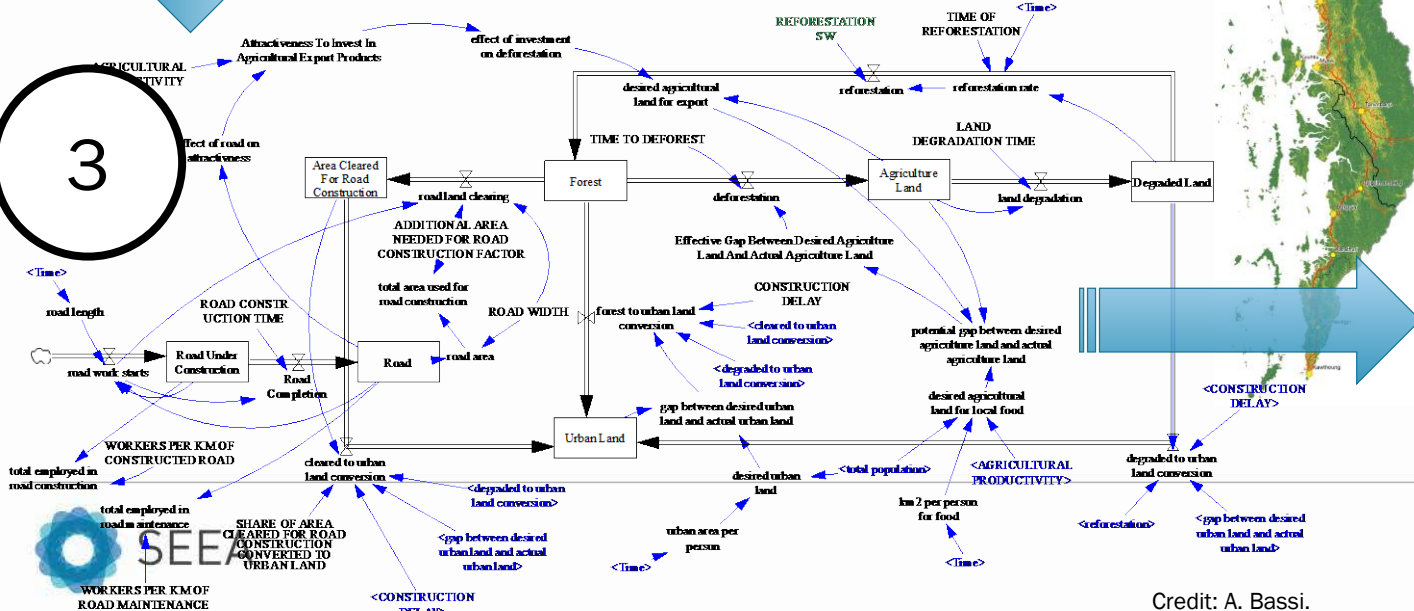 REFORESTATION
SW
TIME OF
REFORESTATION
<Time>
Attractiveness To Invest In
Agricultural Export Products
effect of investment
on deforestation
AGRICULTURAL
3
desired agricultural
land for export
reforestation
reforestation rate
TIME TO DEFOREST
LAND
DEGRADATION TIME
effect of road on
attractivness
Area Cleared
For Road
Construction
Forest
Agriculture
Land
Degraded Land
road land clearing
deforestation
land degradation
ADDITIONAL AREA
NEEDED FOR ROAD
CONSTRUCTION FACTOR
Effective Gap Between Desired Agriculture
Land And Actual Agriculture Land
<Time>
total area used for
road construction
CONSTRUCTION
DELAY
road length
ROAD CONSTR
UCTION TIME
ROAD WIDTH
forest to urban land
conversion
<cleared to urban
land conversion>
potential gap between desired
agriculture land and actual
agriculture land
road work starts
Road Under
Construction
Road
Completion
Road
road area
<degraded to urban
land conversion>
desired agricultural
land for local food
<CONSTRUCTION
DELAY>
gap between desired urban
land and actual urban land
Urban Land
WORKERS PER KM OF
CONSTRUCTED ROAD
total employed in
road construction
cleared to urban
land conversion
desired urban
land
<total population>
<AGRICULTURAL
PRODUCTIVITY>
degraded to urban
land conversion
<degraded to urban
land conversion>
km2 per person
for food
total employed in
road maintenance
SEEA
SHARE OF AREA
CLEARED FOR ROAD
CONSTRUCTION
CONVERTED TO
URBAN LAND
<gap between desired
urban land and actual
urban land>
urban area per
person
<Time>
<Time>
<reforestation>
<gap between desired
urban land and actual
urban land>
WORKERS PER KM OF
ROAD MAINTENANCE
<CONSTRUCTION
Credit: A. Bassi.